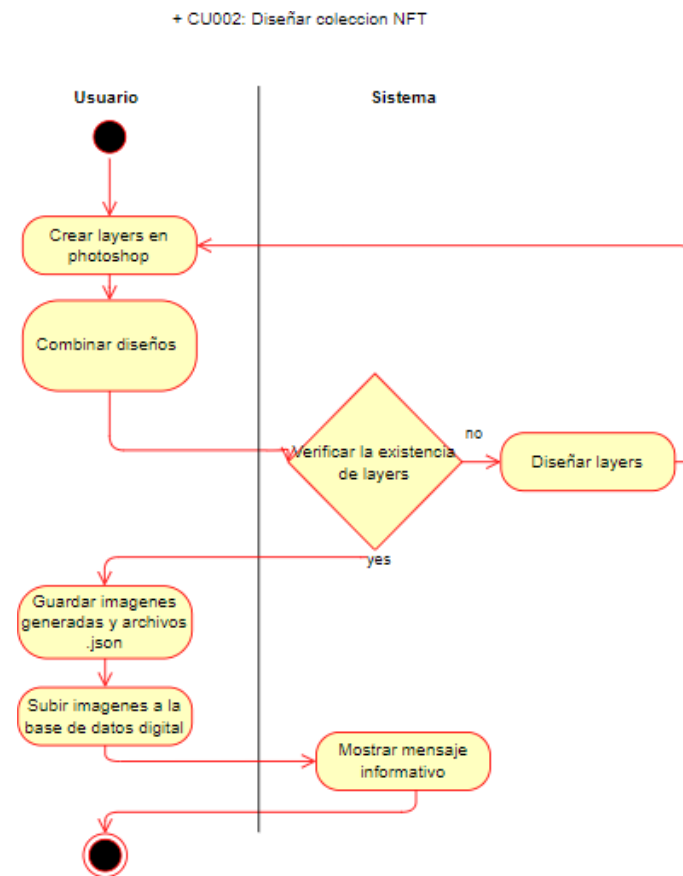 + CU002: Diseñar coleccion NFT
Usuario
Sistema
Crear layers en
photoshop
Combinar diseños
Verificar la existencia
de layers
no
Diseñar layers
yes
Guardar imagenes
generadas y archivos
.json
Subir imagenes a la
base de datos digital
Mostrar mensaje
informativo